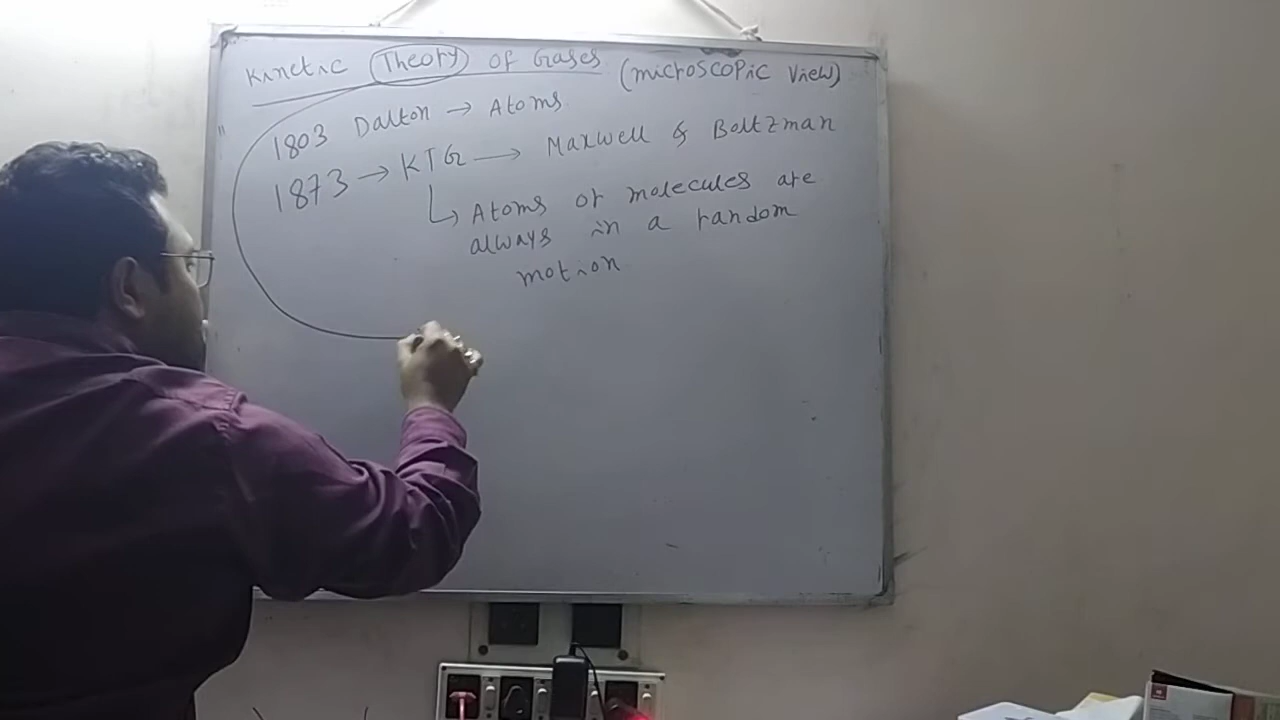 Kinetic Theory of Gases (microscopic view)
1803 Dalton → Atoms
1873 → KTG → Maxwell & Boltzman
↳ Atoms or molecules are
always in a random
motion